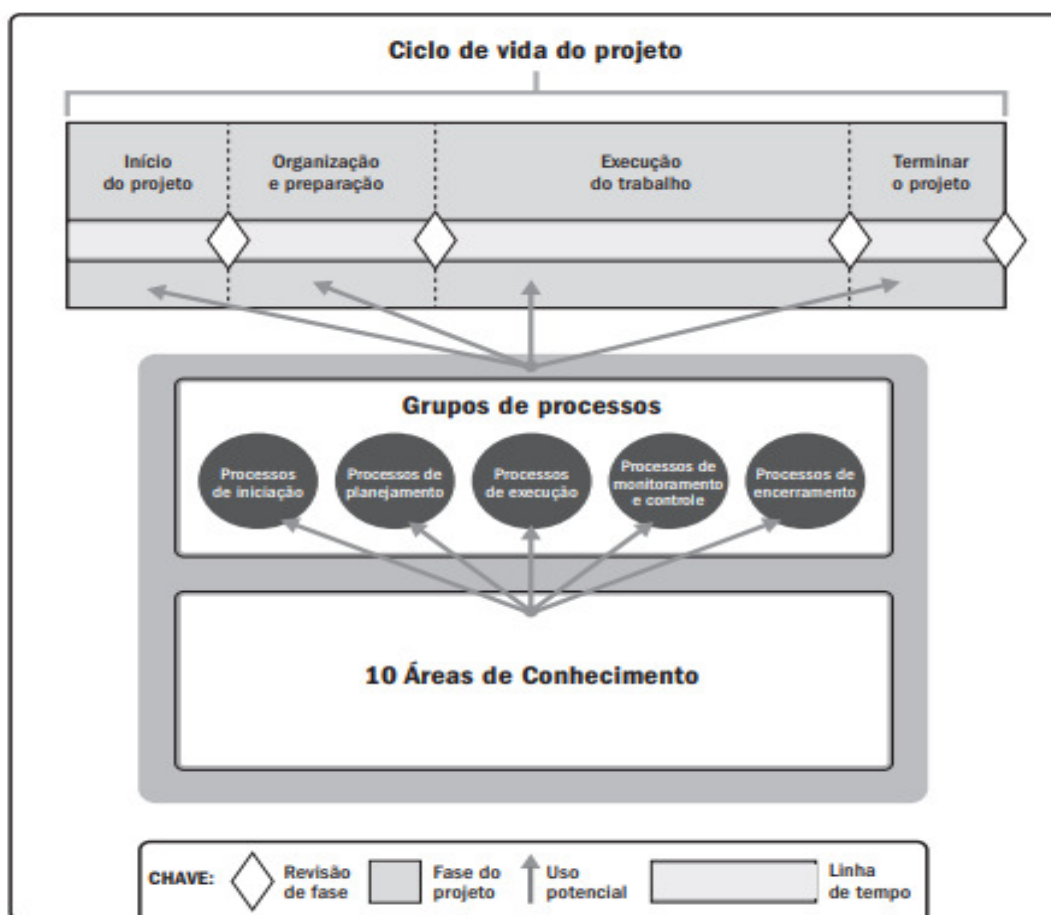 Ciclo de vida do projeto
Início
do projeto
Organização
e preparação
Execução
do trabalho
Terminar
o projeto
Grupos de processos
Processos
de iniciação
Processos de
planejamento
Processos
de execução
Processos de
monitoramento
e controle
Processos de
encerramento
10 Áreas de Conhecimento
CHAVE:
Revisão
de fase
Fase do
projeto
Uso
potencial
Linha
de tempo